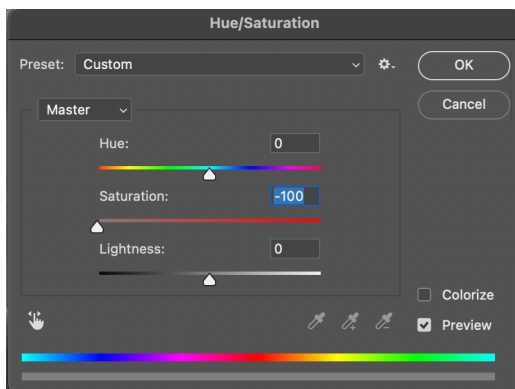 Hue/Saturation
Preset: Custom
OK
Cancel
Master
Hue: 0
Saturation: -100
Lightness: 0
Colorize
Preview